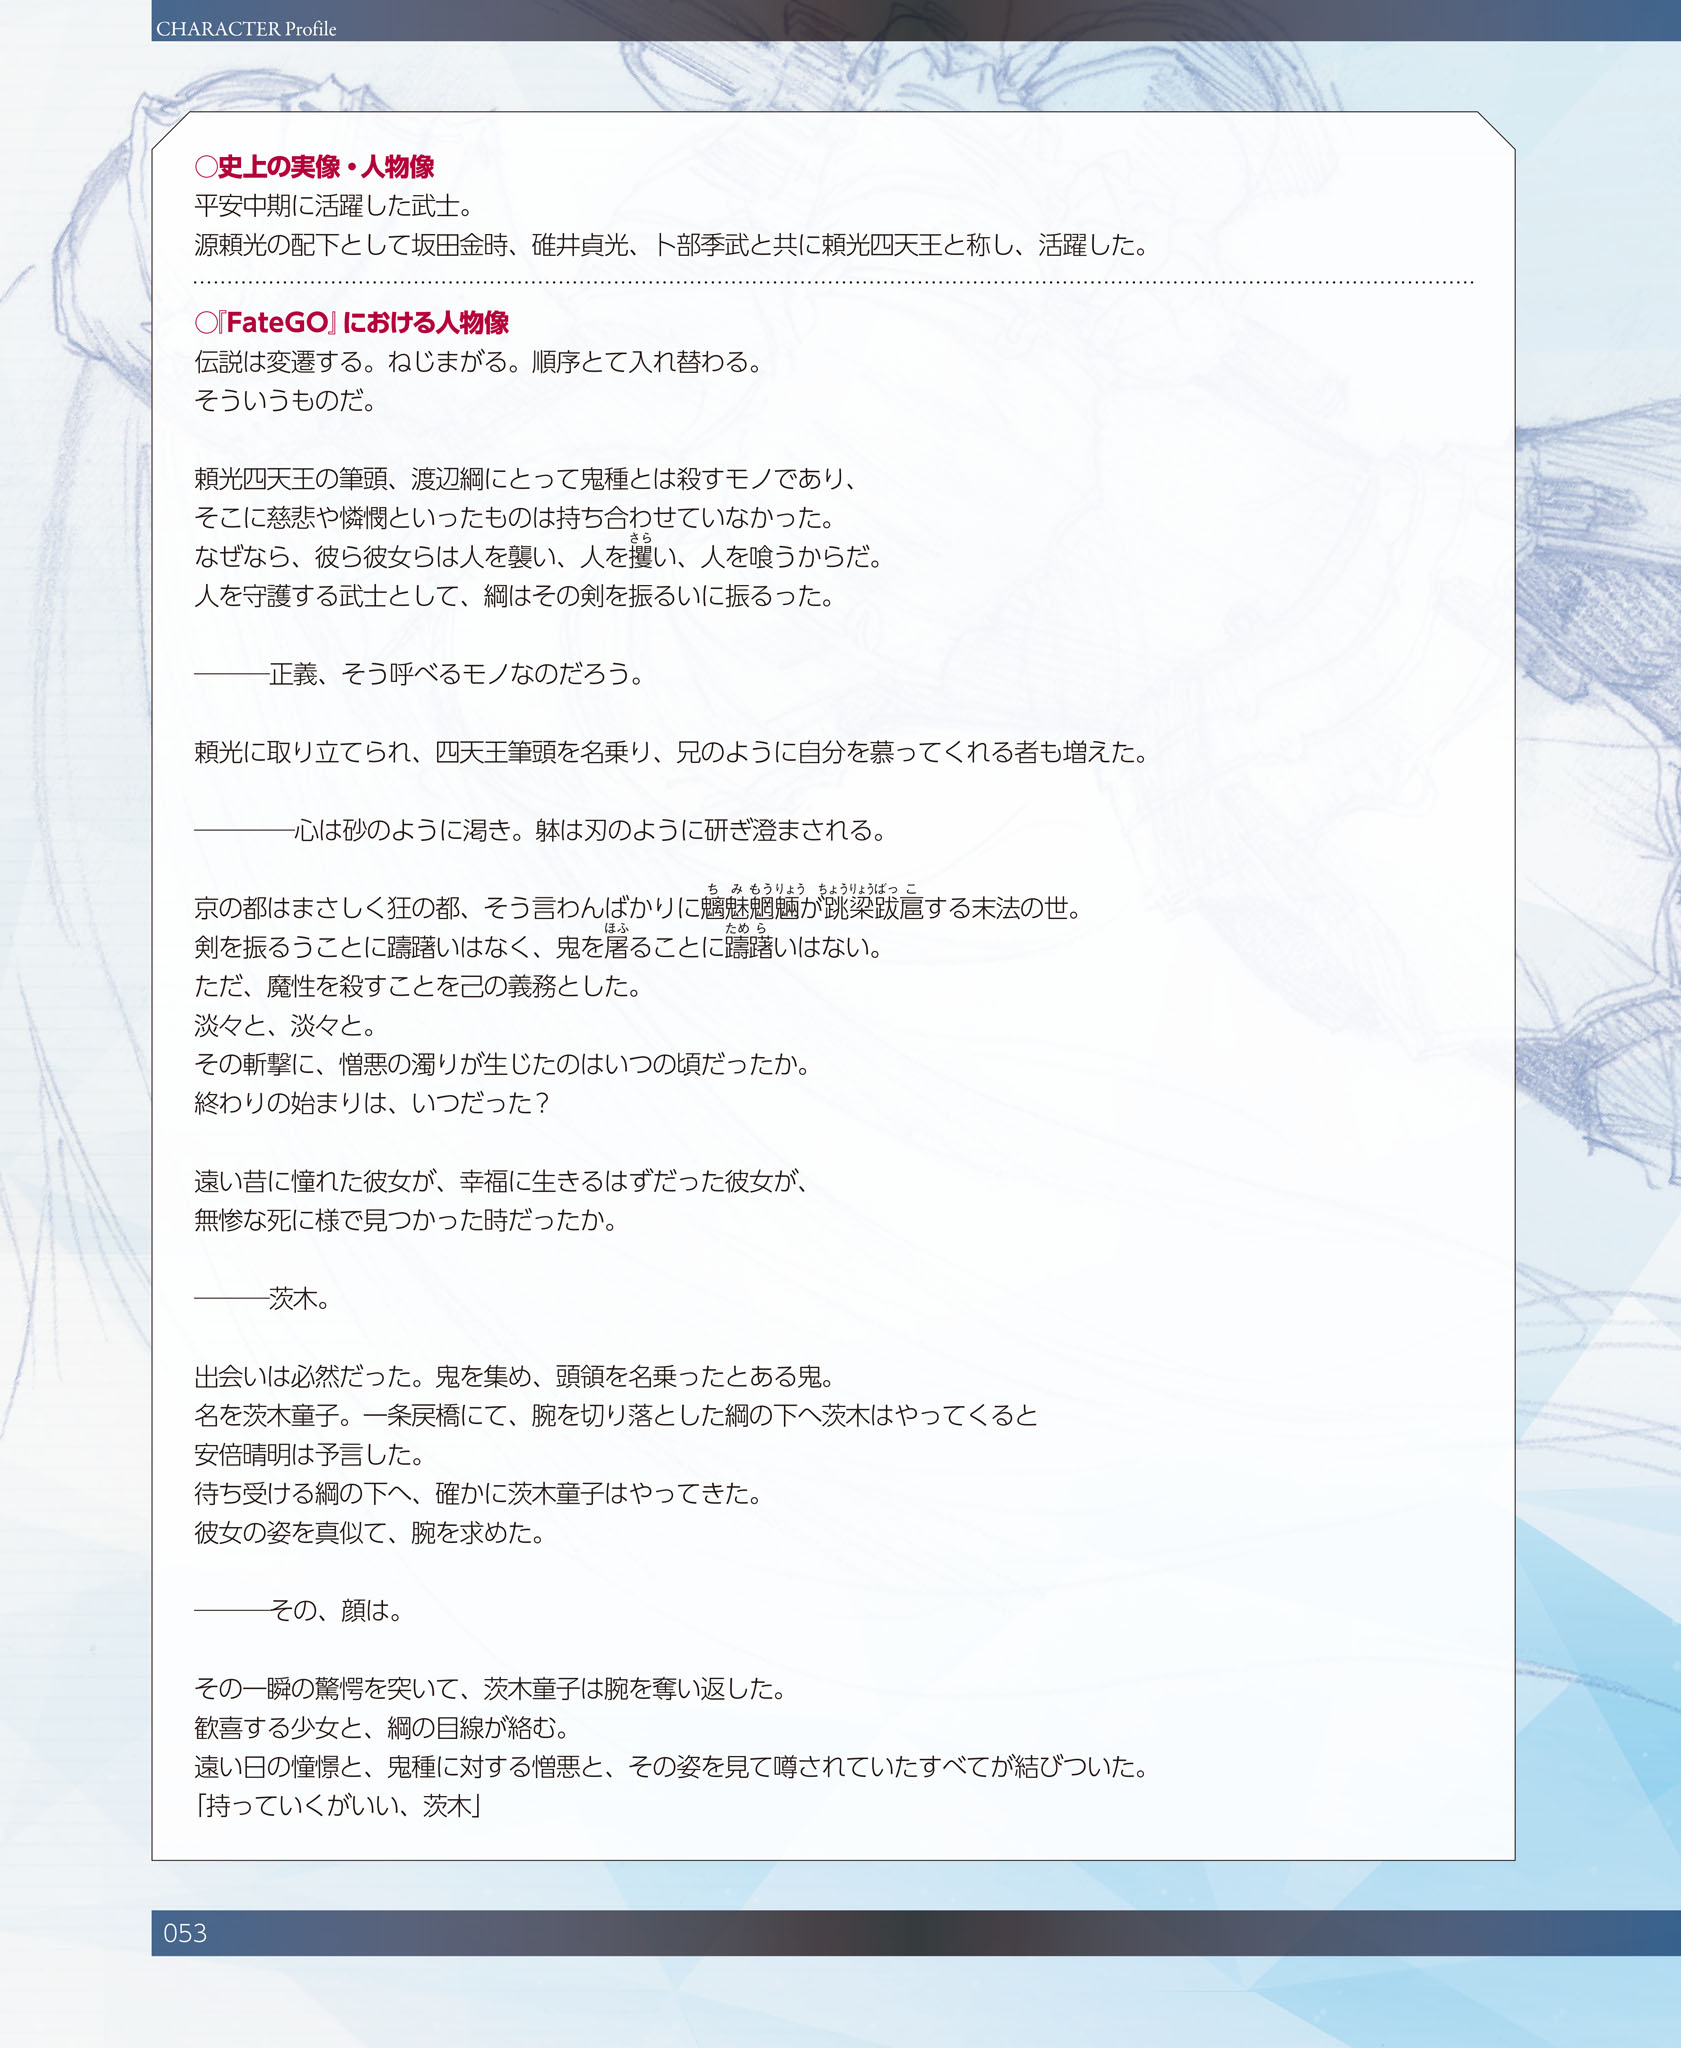 CHARACTER Profile
○史上の実像・人物像
平安中期に活躍した武士。
源頼光の配下として坂田金時、碓井貞光、卜部季武と共に頼光四天王と称し、活躍した。
○『FateGO』における人物像
伝説は変遷する。ねじまがる。順序とて入れ替わる。
そういうものだ。
頼光四天王の筆頭、渡辺綱にとって鬼種とは殺すモノであり、
そこに慈悲や憐憫といったものは持ち合わせていなかった。
さら
なぜなら、彼ら彼女らは人を襲い、人を攫い、人を喰うからだ。
人を守護する武士として、綱はその剣を振るいに振るった。
―――正義、そう呼べるモノなのだろう。
頼光に取り立てられ、四天王筆頭を名乗り、兄のように自分を慕ってくれる者も増えた。
――――心は砂のように渇き。躰は刃のように研ぎ澄まされる。
ち み もうりょう ちょうりょうばっ こ
京の都はまさしく狂の都、そう言わんばかりに魑魅魍魎が跳梁跋扈する末法の世。
ほふ ため ら
剣を振るうことに躊躇いはなく、鬼を屠ることに躊躇いはない。
ただ、魔性を殺すことを己の義務とした。
淡々と、淡々と。
その斬撃に、憎悪の濁りが生じたのはいつの頃だったか。
終わりの始まりは、いつだった？
遠い昔に憧れた彼女が、幸福に生きるはずだった彼女が、
無惨な死に様で見つかった時だったか。
―――茨木。
出会いは必然だった。鬼を集め、頭領を名乗ったとある鬼。
名を茨木童子。一条戻橋にて、腕を切り落とした綱の下へ茨木はやってくると
安倍晴明は予言した。
待ち受ける綱の下へ、確かに茨木童子はやってきた。
彼女の姿を真似て、腕を求めた。
―――その、顔は。
その一瞬の驚愕を突いて、茨木童子は腕を奪い返した。
歓喜する少女と、綱の目線が絡む。
遠い日の憧憬と、鬼種に対する憎悪と、その姿を見て噂されていたすべてが結びついた。
「持っていくがいい、茨木」
053